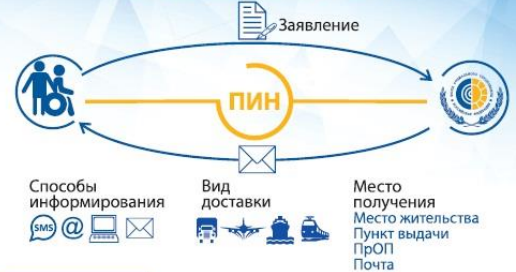 Заявление
ПИН
Способы
информирования
SMS @
Вид
доставки
Место
получения
Место жительства
Пункт выдачи
ПрОП
Почта